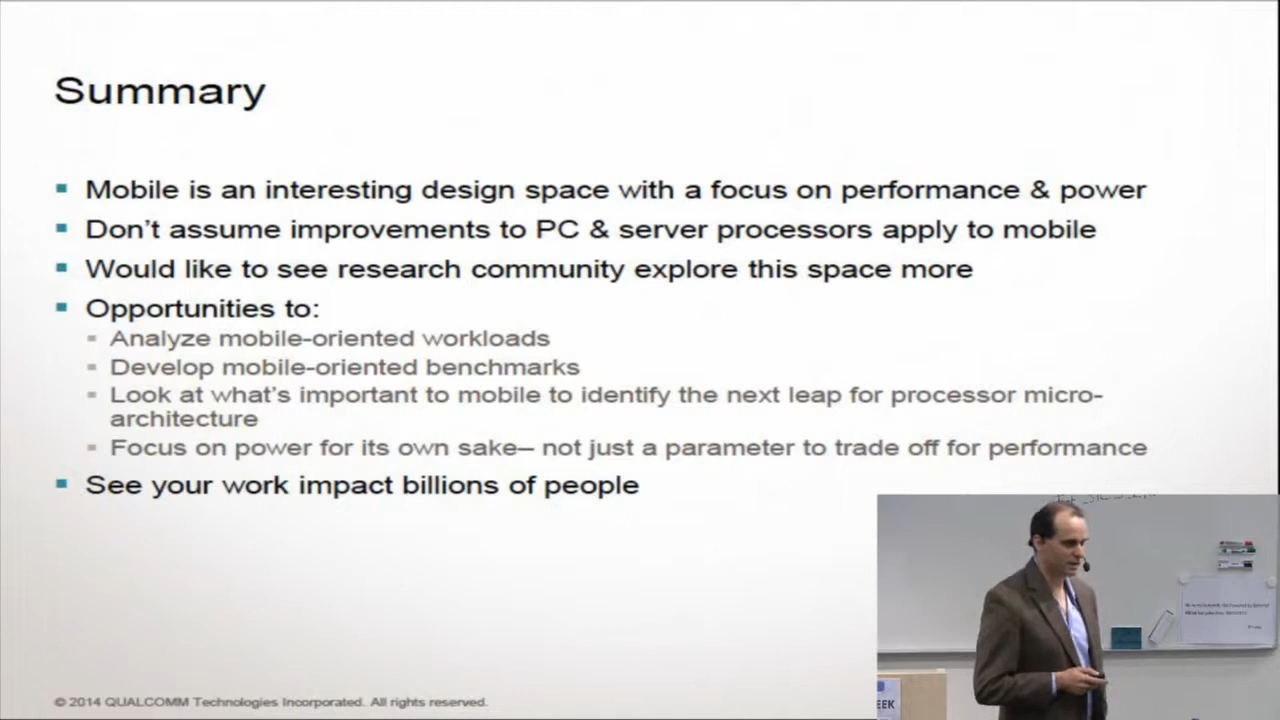 Summary
Mobile is an interesting design space with a focus on performance & power
Don't assume improvements to PC & server processors apply to mobile
Would like to see research community explore this space more
Opportunities to:
Analyze mobile-oriented workloads
Develop mobile-oriented benchmarks
Look at what's important to mobile to identify the next leap for processor micro-
architecture
Focus on power for its own sake– not just a parameter to trade off for performance
See your work impact billions of people
EEK
© 2014 QUALCOMM Technologies Incorporated. All rights reserved.